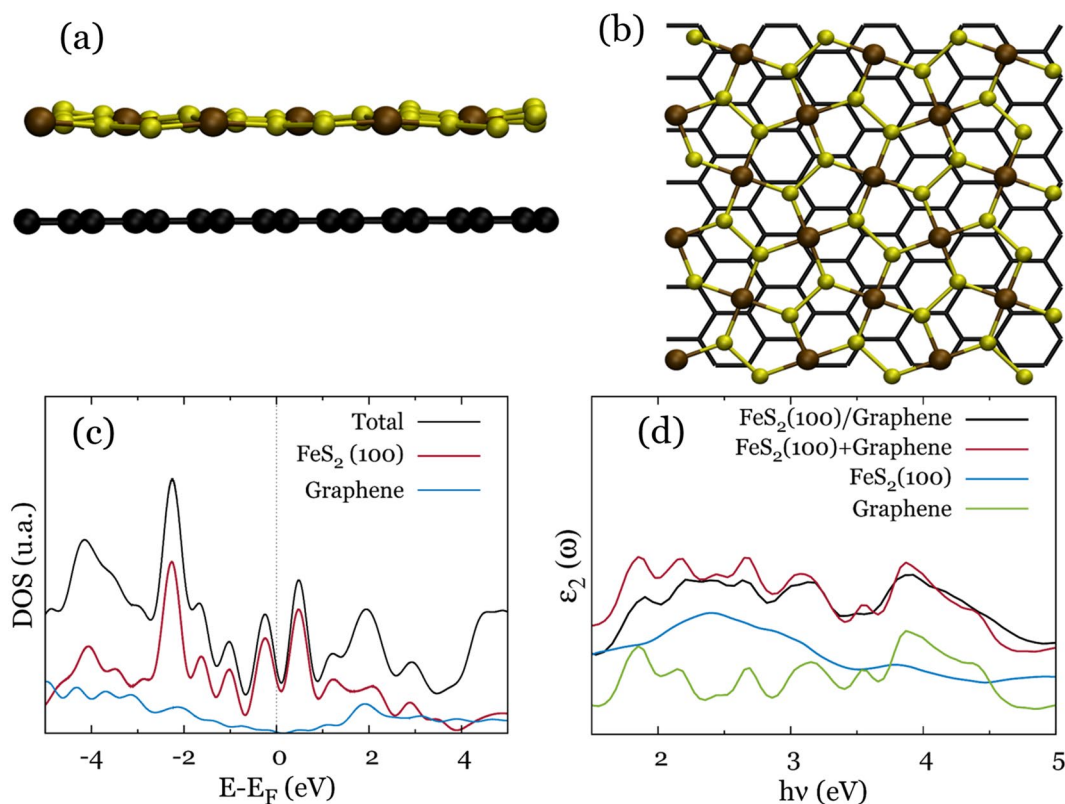 (a)
(b)
(c)
Total
FeS₂ (100)
Graphene
DOS (u.a.)
-4 -2 0 2 4
E-E_F (eV)
(d)
FeS₂(100)/Graphene
FeS₂(100)+Graphene
FeS₂(100)
Graphene
ε₂ (ω)
2 3 4 5
hν (eV)